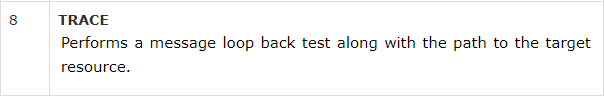 8 TRACE
Performs a message loop back test along with the path to the target
resource.